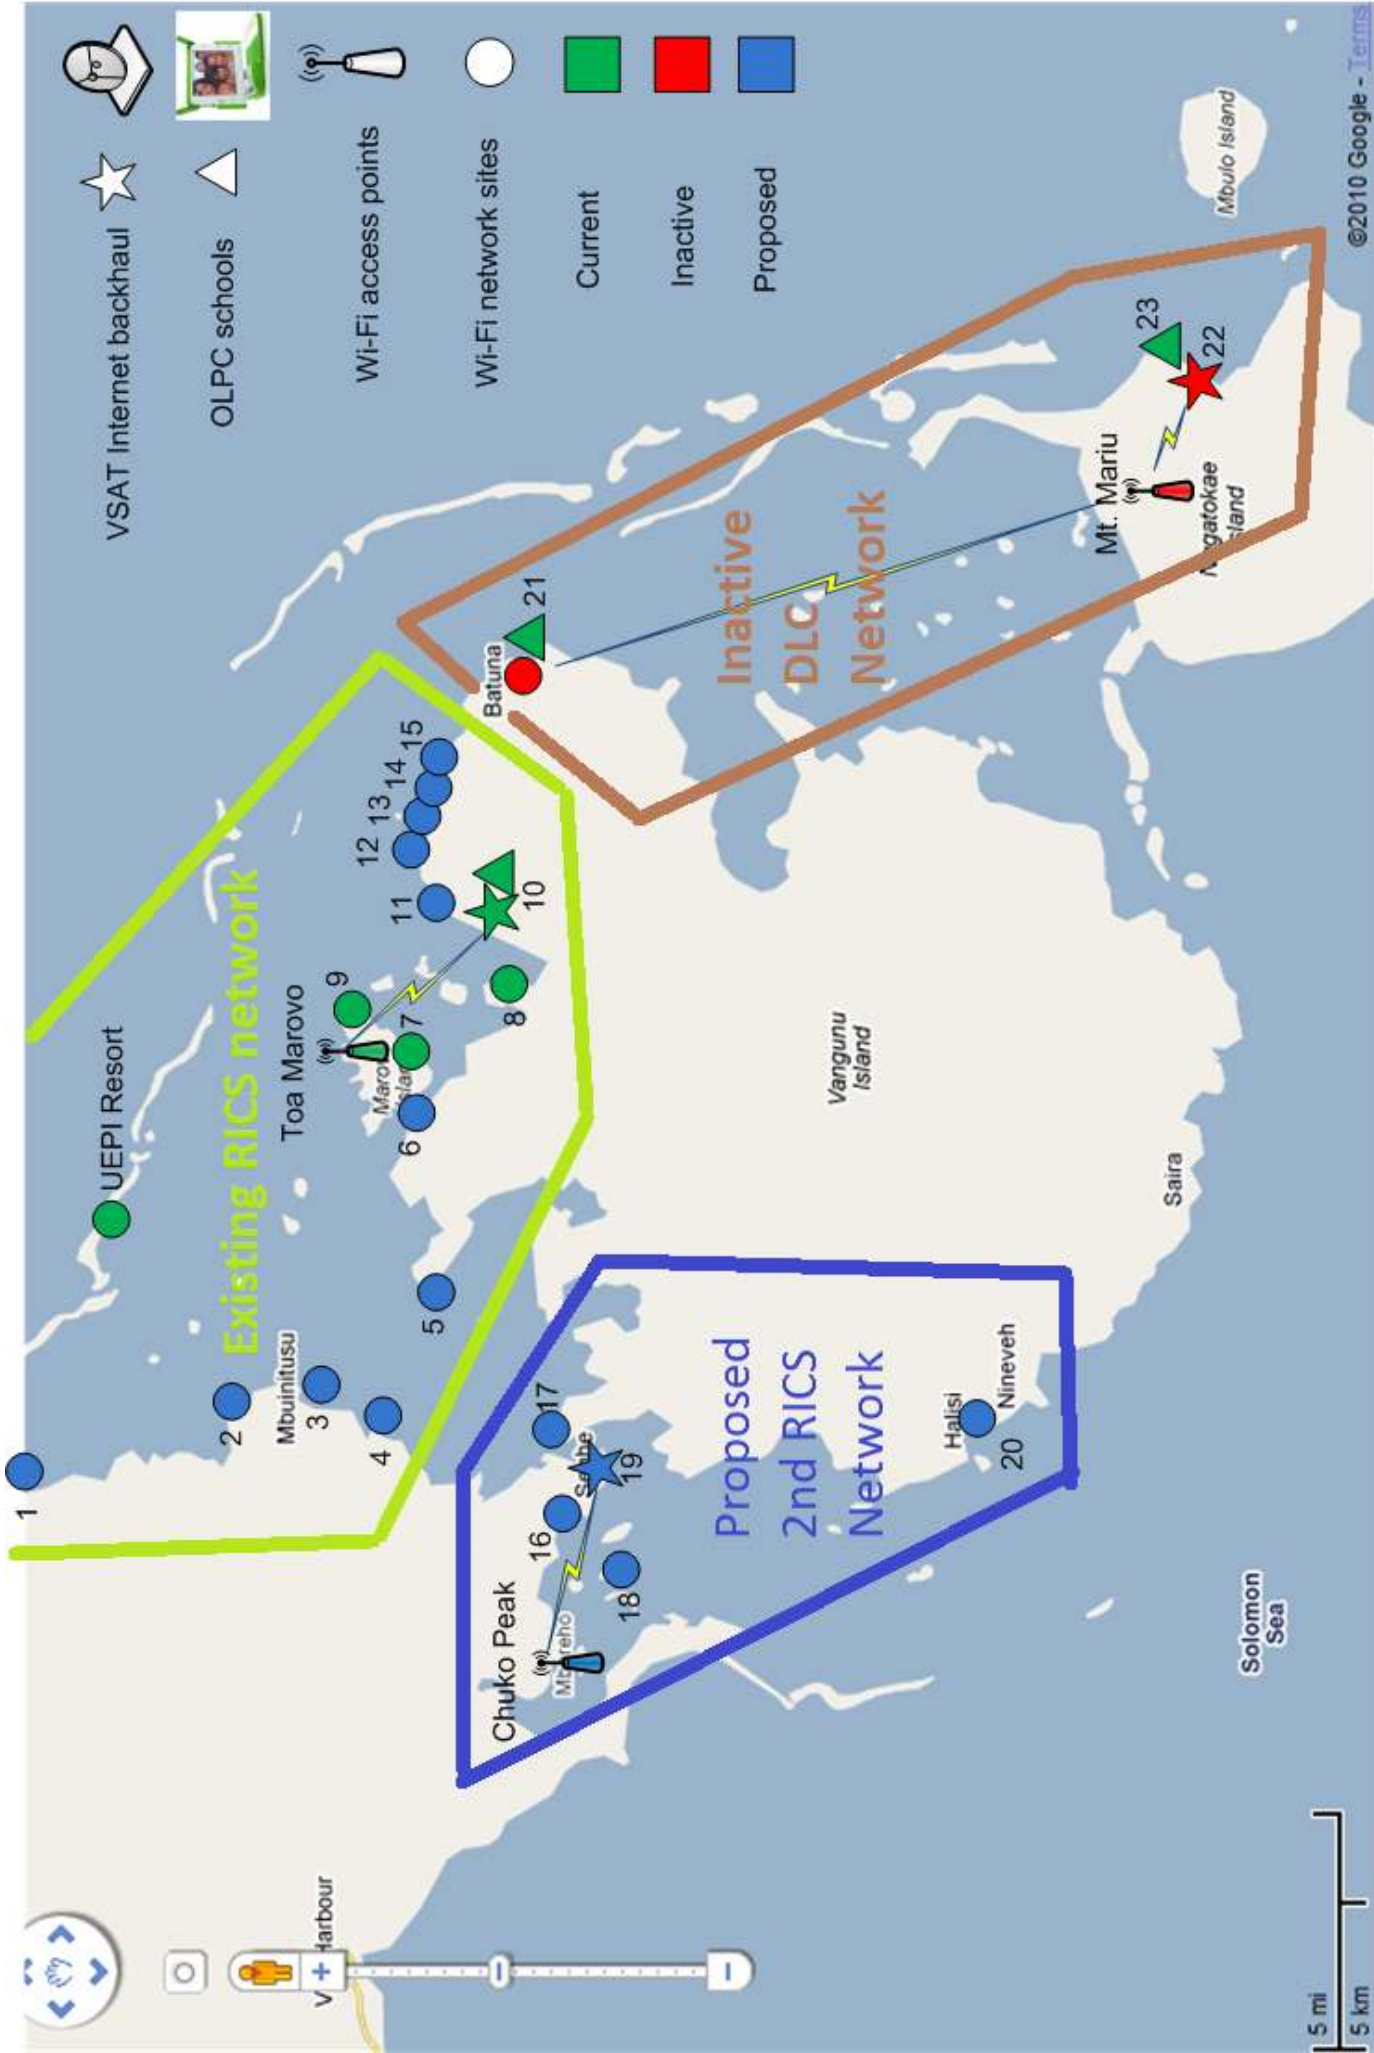 VSAT Internet backhaul
OLPC schools
Wi-Fi access points
Wi-Fi network sites
Current
Inactive
Proposed
UEPI Resort
Existing RICS network
Toa Marovo
Mbuinitusu
1
2
3
4
5
6
7
8
9
10
11
12
13
14
15
Batuna
21
Inactive
DLC
Network
Mt. Mariu
22
23
Mbulo Island
Chuko Peak
16
17
18
19
Proposed
2nd RICS
Network
Halisi
Nineveh
20
Vangunu
Island
Saira
Solomon
Sea
Harbour
5 mi
5 km
©2010 Google - Terms